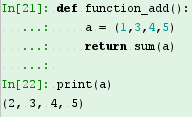 In[21]: def function_add():
   ...:     a = (1,3,4,5)
   ...:     return sum(a)
   ...:
In[22]: print(a)
(2, 3, 4, 5)